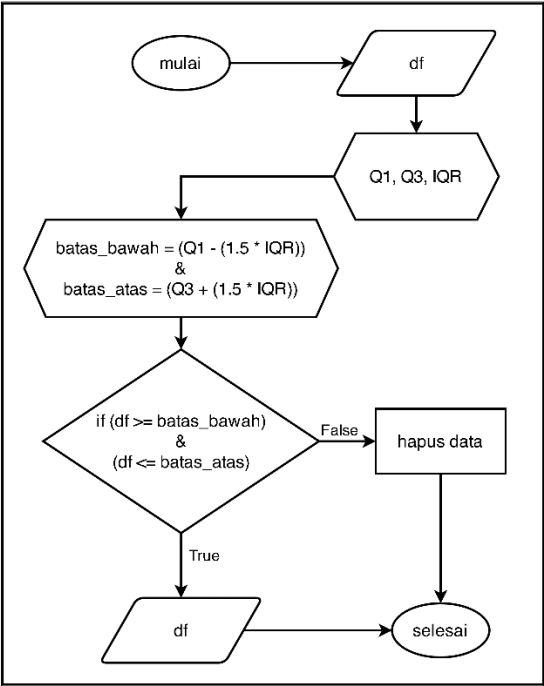 mulai
df
Q1, Q3, IQR
batas_bawah = (Q1 - (1.5 * IQR))
&
batas_atas = (Q3 + (1.5 * IQR))
if (df >= batas_bawah)
&
(df <= batas_atas)
False
hapus data
True
df
selesai